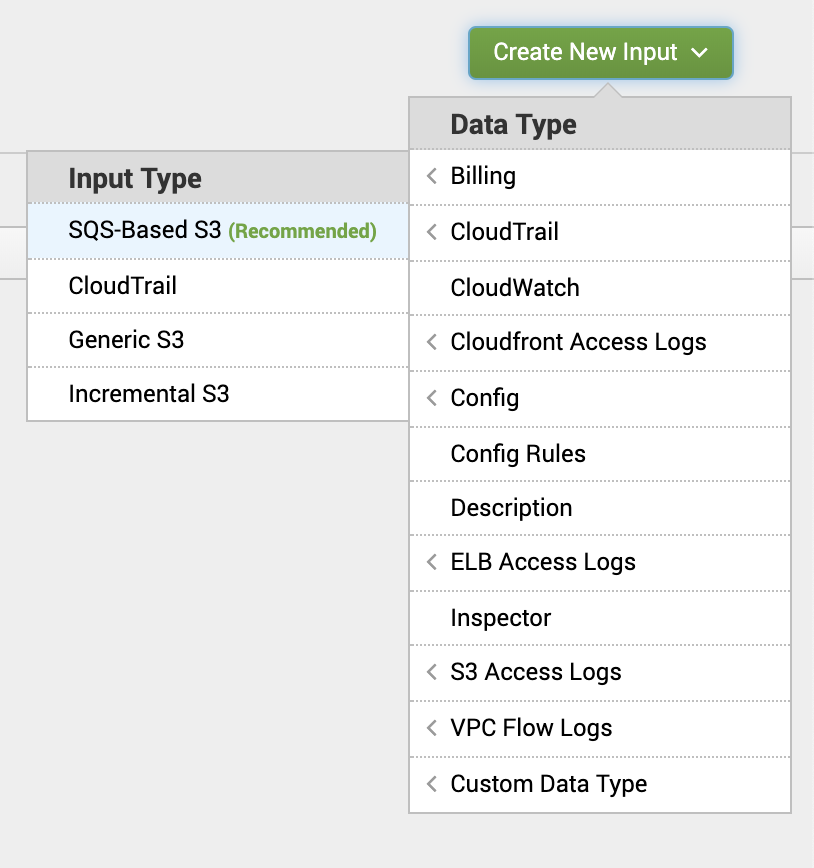 Create New Input
Data Type
Billing
CloudTrail
CloudWatch
Cloudfront Access Logs
Config
Config Rules
Description
ELB Access Logs
Inspector
S3 Access Logs
VPC Flow Logs
Custom Data Type
Input Type
SQS-Based S3 (Recommended)
CloudTrail
Generic S3
Incremental S3